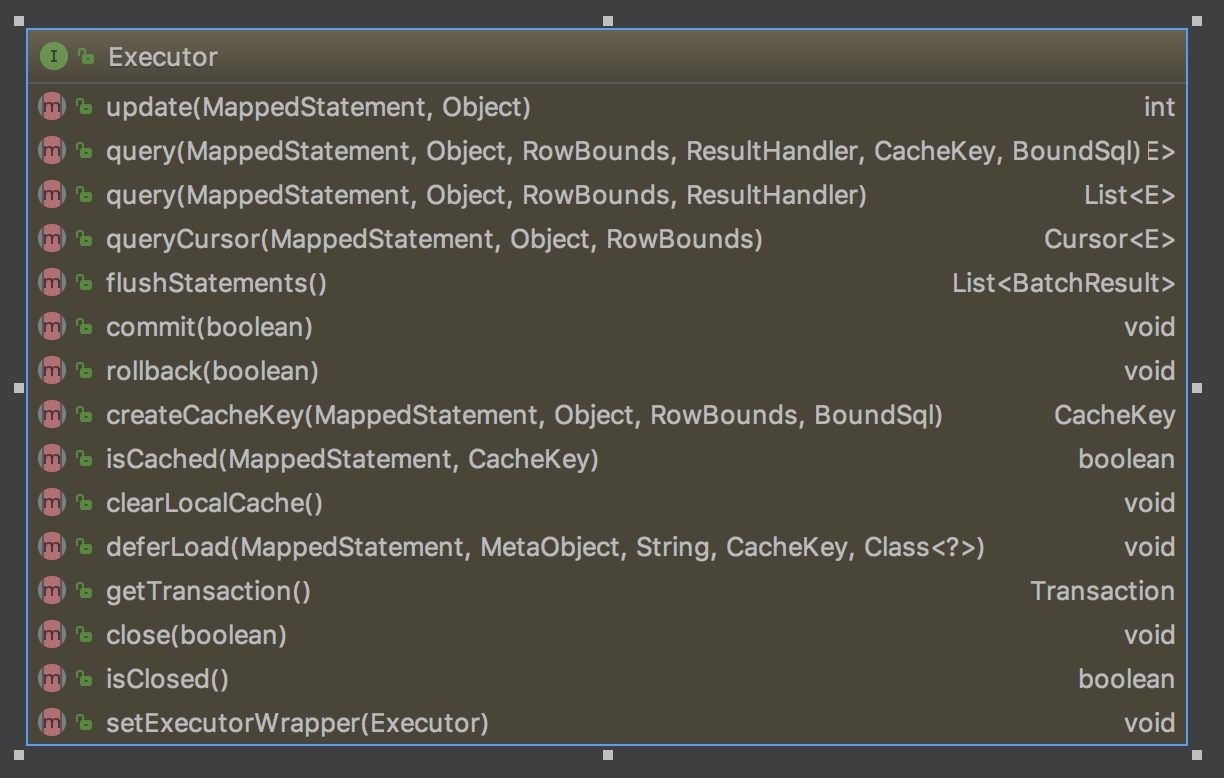 I Executor
m update(MappedStatement, Object) int
m query(MappedStatement, Object, RowBounds, ResultHandler, CacheKey, BoundSql) E>
m query(MappedStatement, Object, RowBounds, ResultHandler) List<E>
m queryCursor(MappedStatement, Object, RowBounds) Cursor<E>
m flushStatements() List<BatchResult>
m commit(boolean) void
m rollback(boolean) void
m createCacheKey(MappedStatement, Object, RowBounds, BoundSql) CacheKey
m isCached(MappedStatement, CacheKey) boolean
m clearLocalCache() void
m deferLoad(MappedStatement, MetaObject, String, CacheKey, Class<?>) void
m getTransaction() Transaction
m close(boolean) void
m isClosed() boolean
m setExecutorWrapper(Executor) void